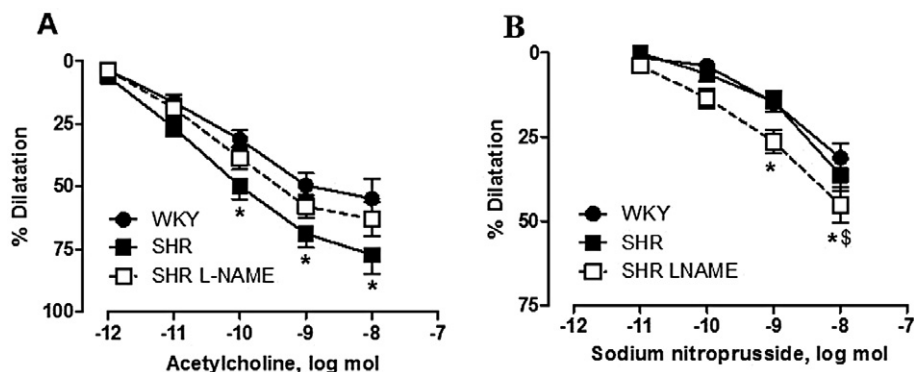 A
0
25
50
75
100
% Dilatation
WKY
SHR
SHR L-NAME
*
*
*
-12 -11 -10 -9 -8 -7
Acetylcholine, log mol
B
0
25
50
75
% Dilatation
WKY
SHR
SHR LNAME
*
*$
-12 -11 -10 -9 -8 -7
Sodium nitroprusside, log mol